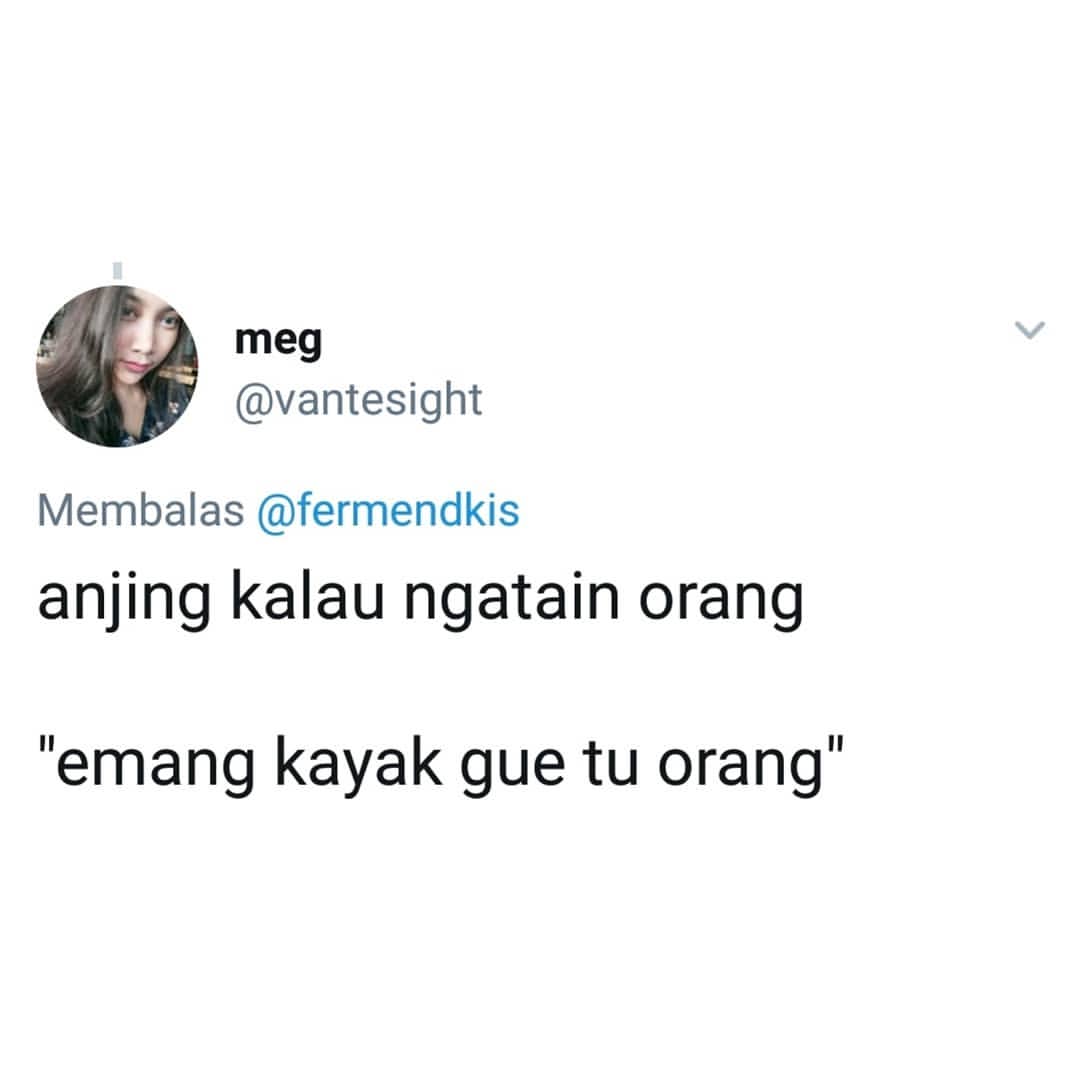 meg
@vantesight
Membalas @fermendkis
anjing kalau ngatain orang
"emang kayak gue tu orang"